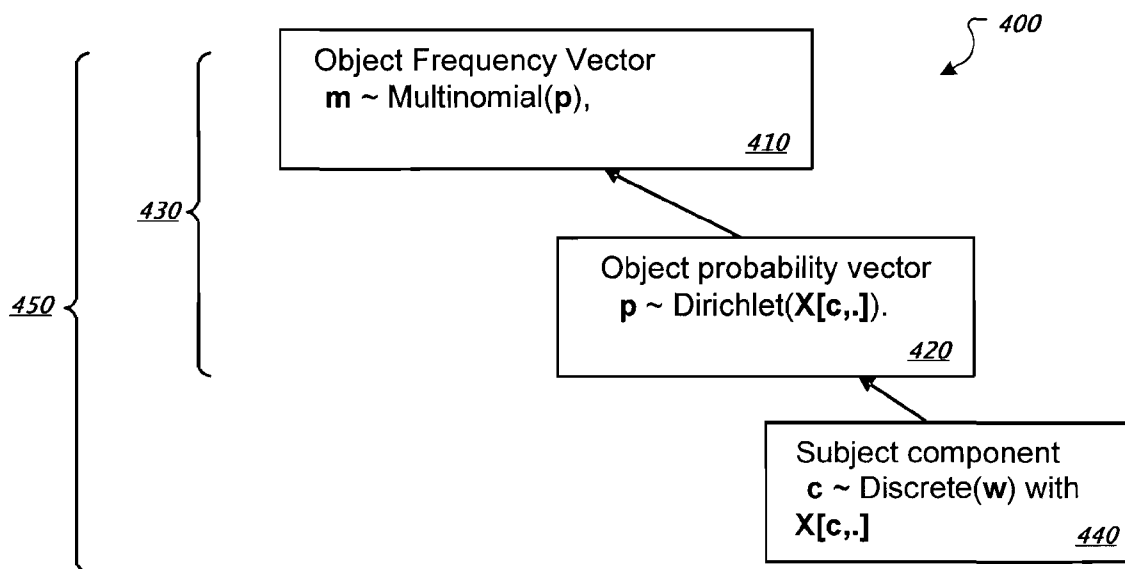 400
Object Frequency Vector
m ~ Multinomial(p),
410
430
Object probability vector
p ~ Dirichlet(X[c,.]).
420
450
Subject component
c ~ Discrete(w) with
X[c,.]
440